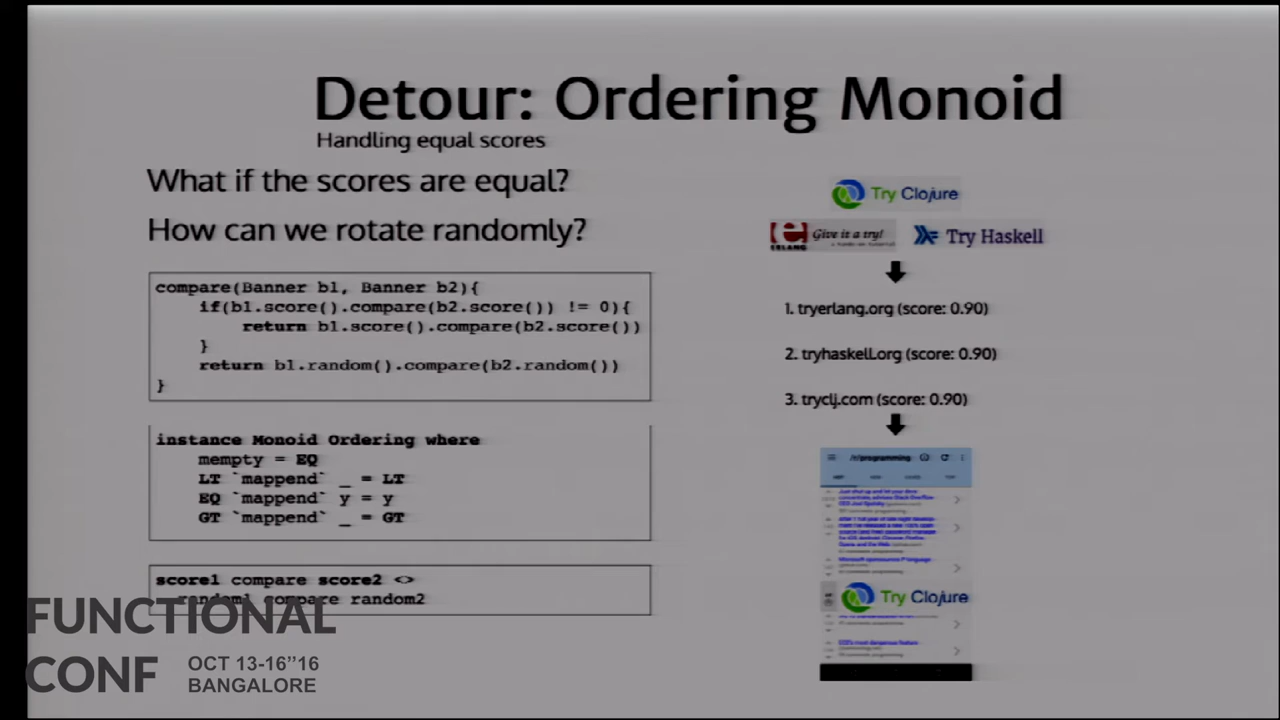 Detour: Ordering Monoid
Handling equal scores
What if the scores are equal?
How can we rotate randomly?
compare(Banner b1, Banner b2){
if(b1.score().compare(b2.score()) != 0){
return b1.score().compare(b2.score())
}
return b1.random().compare(b2.random())
}
instance Monoid Ordering where
mempty = EQ
LT `mappend` _ = LT
EQ `mappend` y = y
GT `mappend` _ = GT
score1 compare score2 <>
random1 compare random2
Try Clojure
ERLANG
Give it a try!
Try Haskell
1. tryerlang.org (score: 0.90)
2. tryhaskell.org (score: 0.90)
3. tryclj.com (score: 0.90)
/r/programming
Try Clojure
FUNCTIONAL
CONF
OCT 13-16"16
BANGALORE